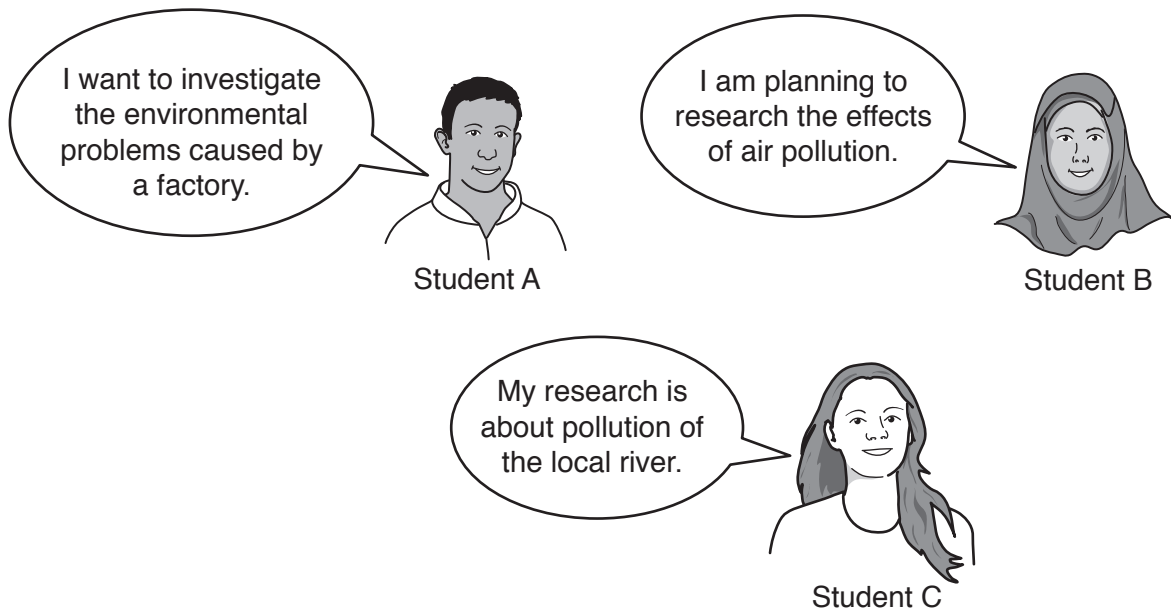 I want to investigate
the environmental
problems caused by
a factory.
Student A
I am planning to
research the effects
of air pollution.
Student B
My research is
about pollution of
the local river.
Student C